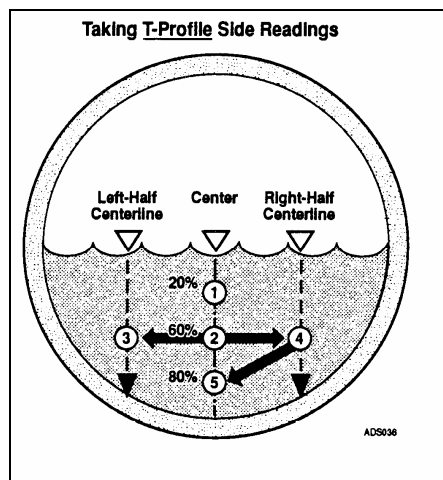 Taking T-Profile Side Readings
Left-Half
Centerline
Center
Right-Half
Centerline
20%
1
3
60%
2
4
80%
5
ADS036